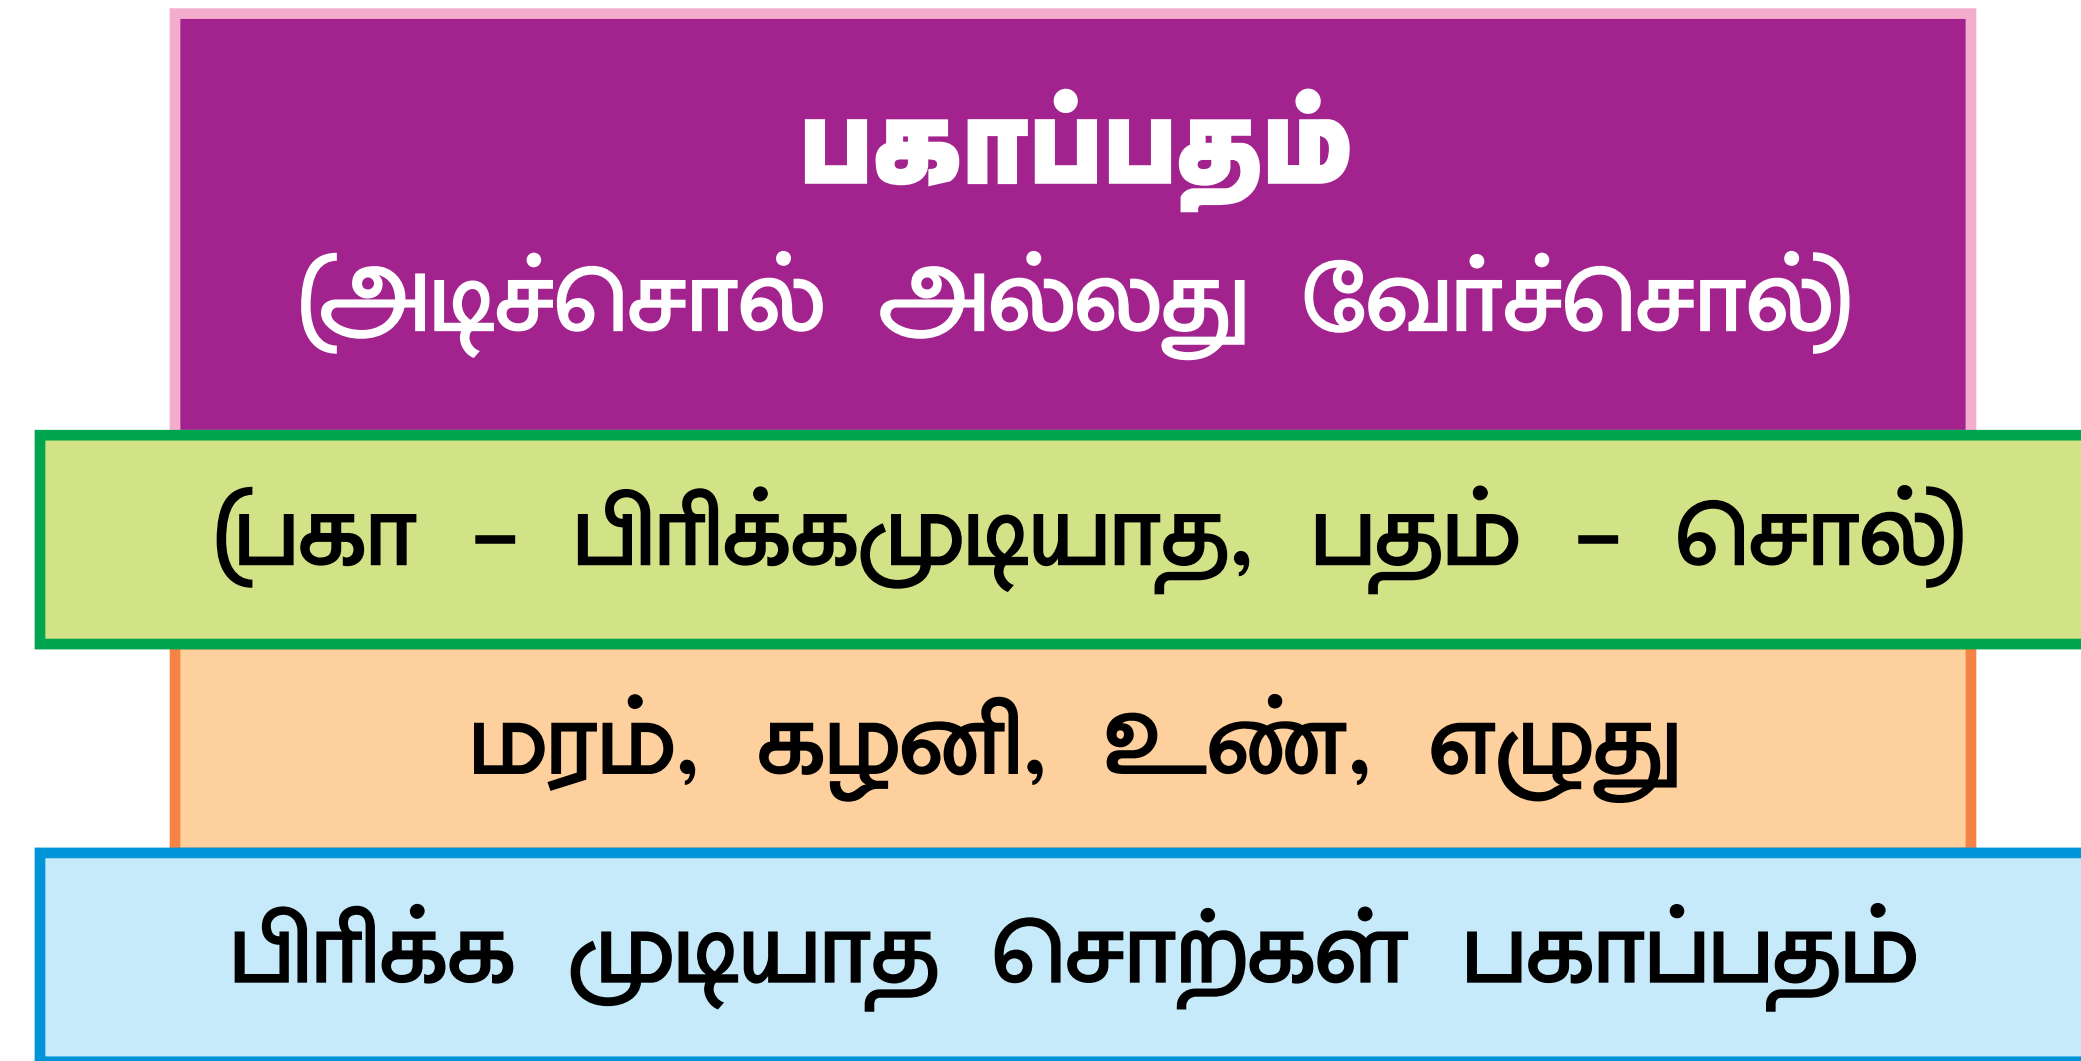 பகாப்பதம்
(அடிச்சொல் அல்லது வேர்ச்சொல்)
(பகா – பிரிக்கமுடியாத, பதம் – சொல்)
மரம், கழனி, உண், எழுது
பிரிக்க முடியாத சொற்கள் பகாப்பதம்